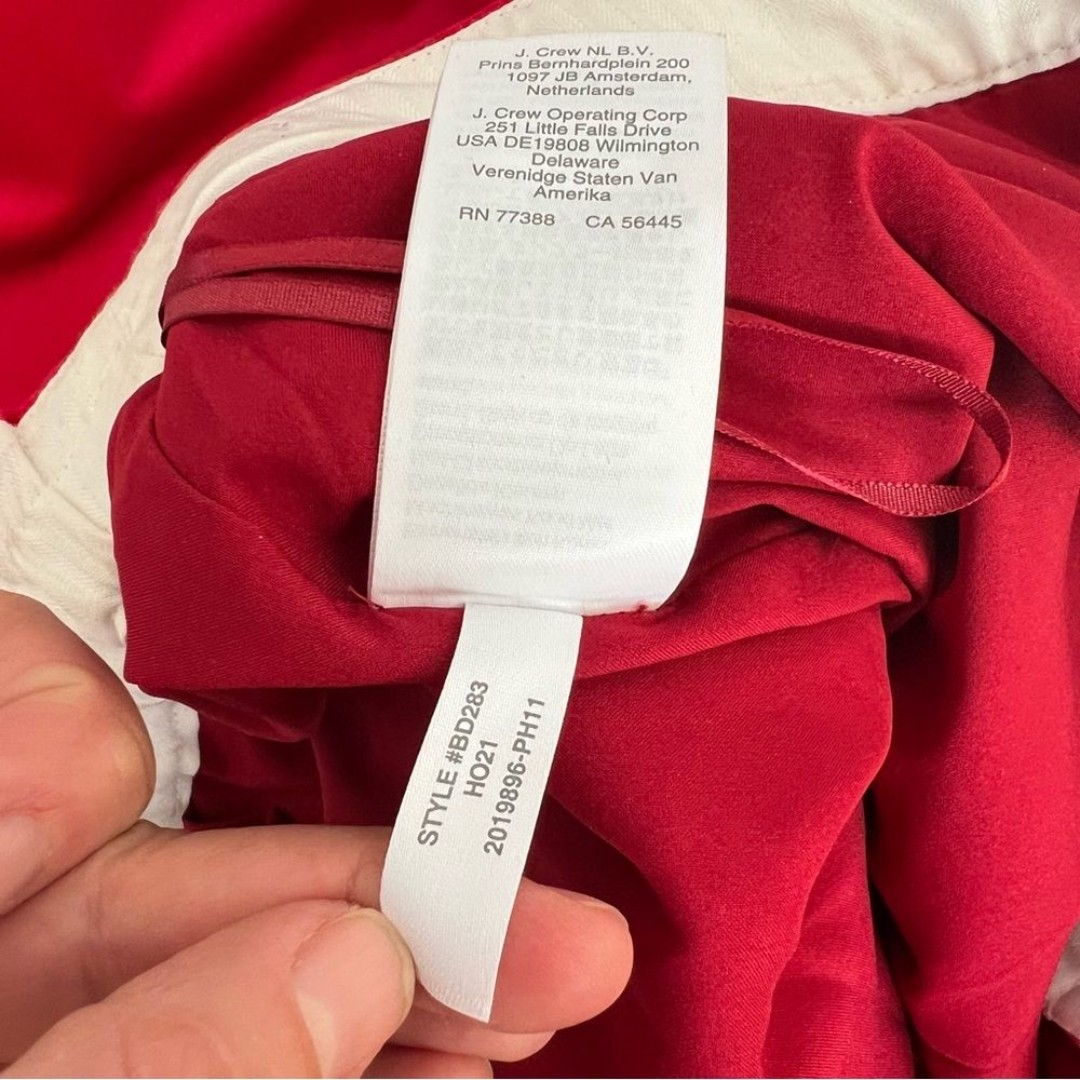 J. Crew NL B.V.
Prins Bernhardplein 200
1097 JB Amsterdam,
Netherlands
J. Crew Operating Corp
251 Little Falls Drive
USA DE19808 Wilmington
Delaware
Verenidge Staten Van
Amerika
RN 77388 CA 56445
STYLE #BD283
HO21
2019896-PH11